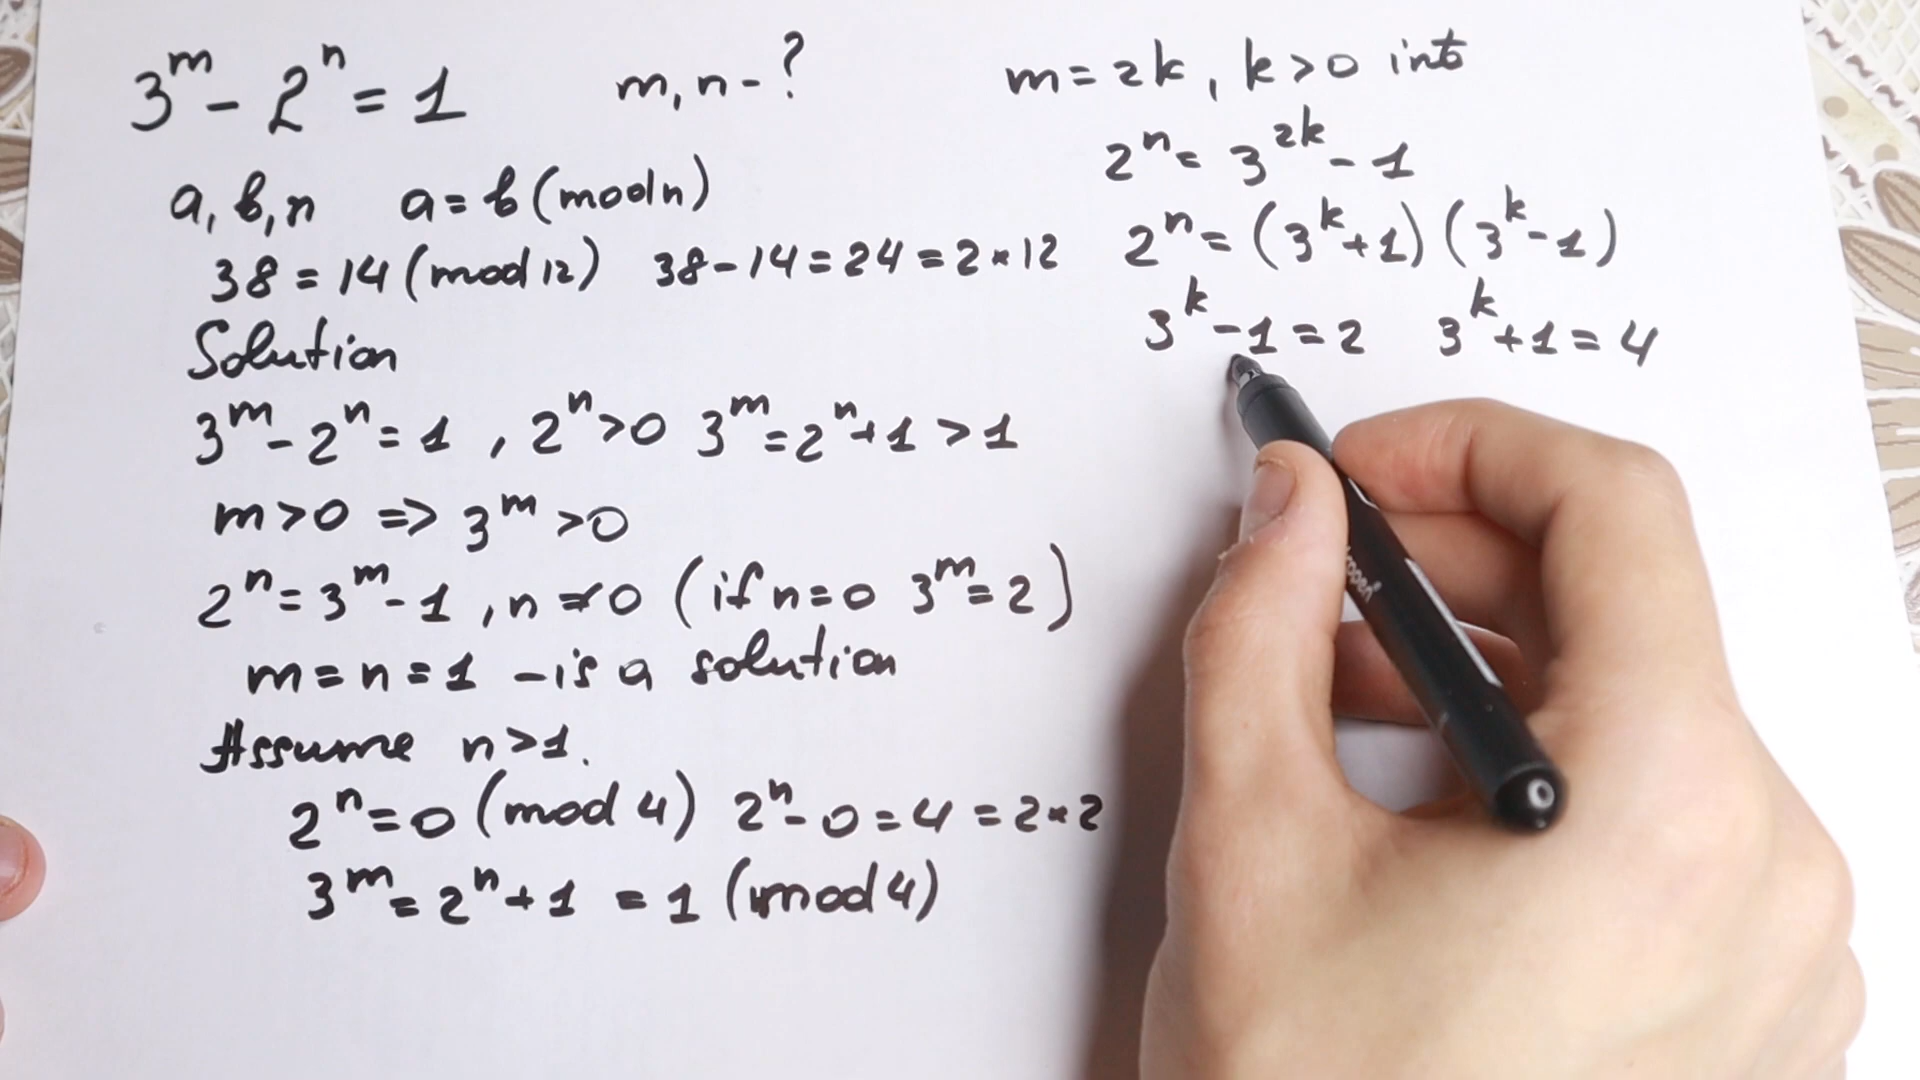 3^m - 2^n = 1 m, n - ?
a, b, n a = b (mod n)
38 = 14 (mod 12) 38 - 14 = 24 = 2 * 12
Solution
3^m - 2^n = 1 , 2^n > 0 3^m = 2^n + 1 > 1
m > 0 => 3^m > 0
2^n = 3^m - 1 , n ≠ 0 (if n = 0 3^m = 2)
m = n = 1 - is a solution
Assume n > 1.
2^n = 0 (mod 4) 2^n - 0 = 4 = 2 * 2
3^m = 2^n + 1 = 1 (mod 4)
m = 2k , k > 0 int
2^n = 3^2k - 1
2^n = (3^k + 1) (3^k - 1)
3^k - 1 = 2 3^k + 1 = 4